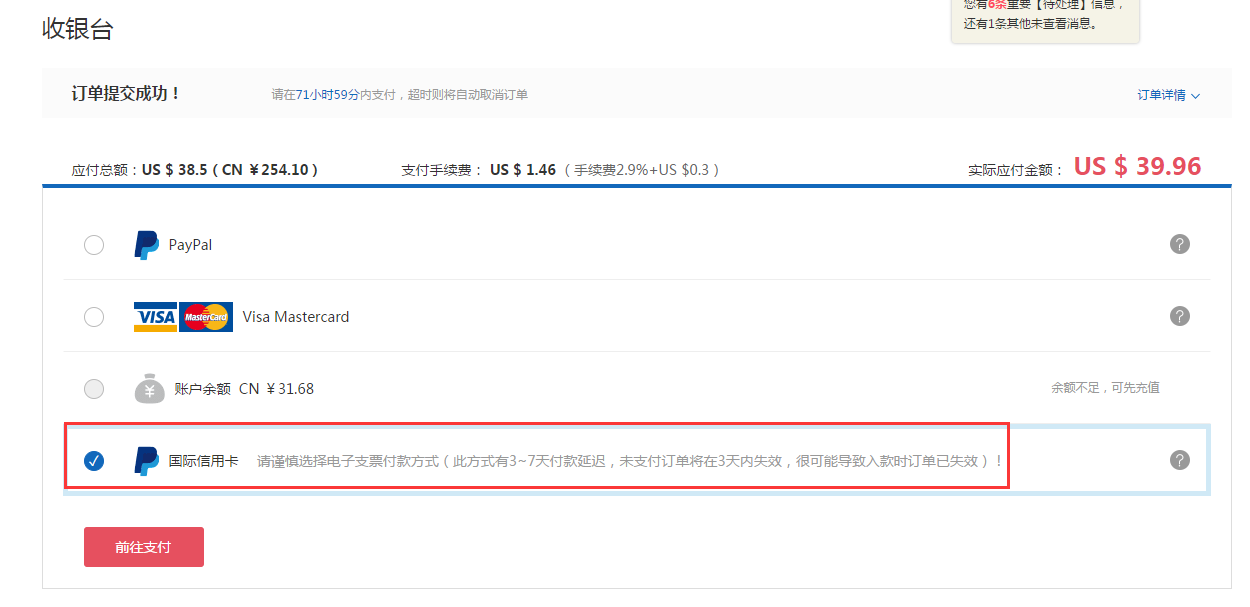 您有6条重要【待处理】信息，
还有1条其他未查看消息。
收银台
订单提交成功！ 请在71小时59分内支付，超时则将自动取消订单 订单详情
应付总额：US $ 38.5 ( CN ￥254.10 ) 支付手续费： US $ 1.46 （手续费2.9%+US $0.3 ） 实际应付金额： US $ 39.96
PayPal ?
VISA MasterCard Visa Mastercard ?
¥ 账户余额 CN ￥31.68 余额不足，可先充值
国际信用卡 请谨慎选择电子支票付款方式（此方式有3~7天付款延迟，未支付订单将在3天内失效，很可能导致入款时订单已失效）！ ?
前往支付